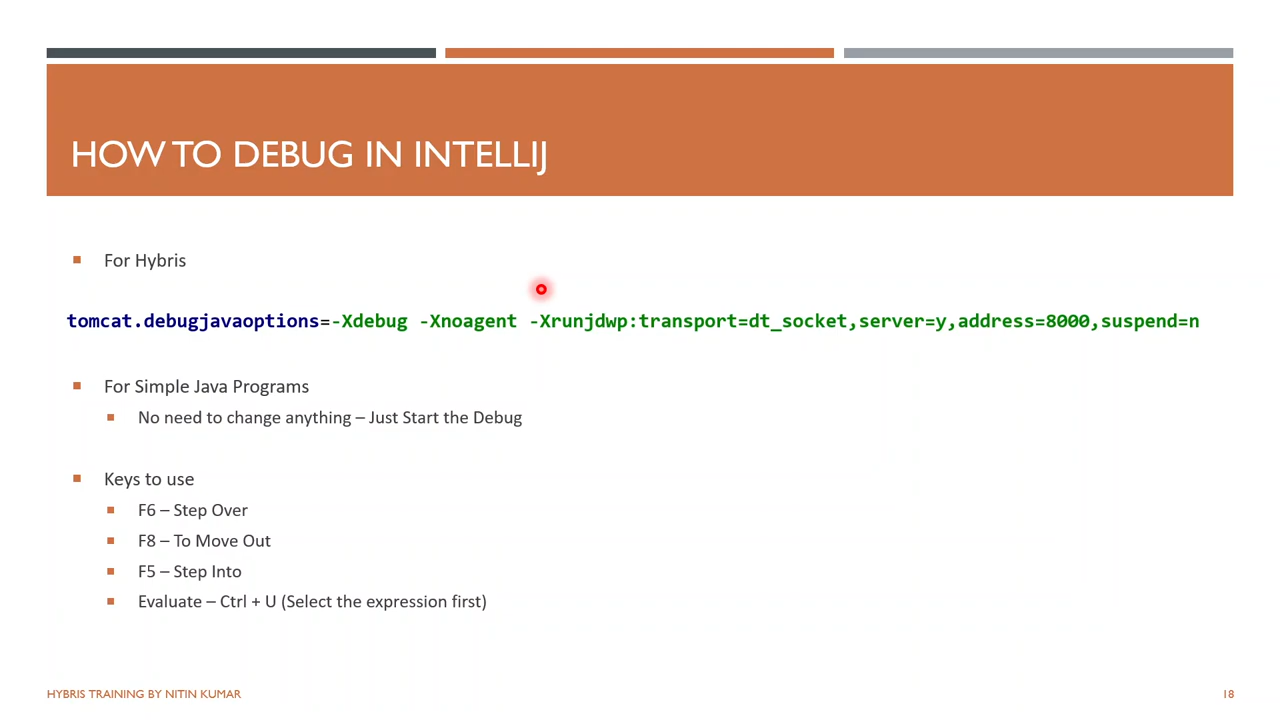 HOW TO DEBUG IN INTELLIJ
For Hybris
tomcat.debugjavaoptions=-Xdebug -Xnoagent -Xrunjdwp:transport=dt_socket,server=y,address=8000,suspend=n
For Simple Java Programs
No need to change anything – Just Start the Debug
Keys to use
F6 – Step Over
F8 – To Move Out
F5 – Step Into
Evaluate – Ctrl + U (Select the expression first)
HYBRIS TRAINING BY NITIN KUMAR
18